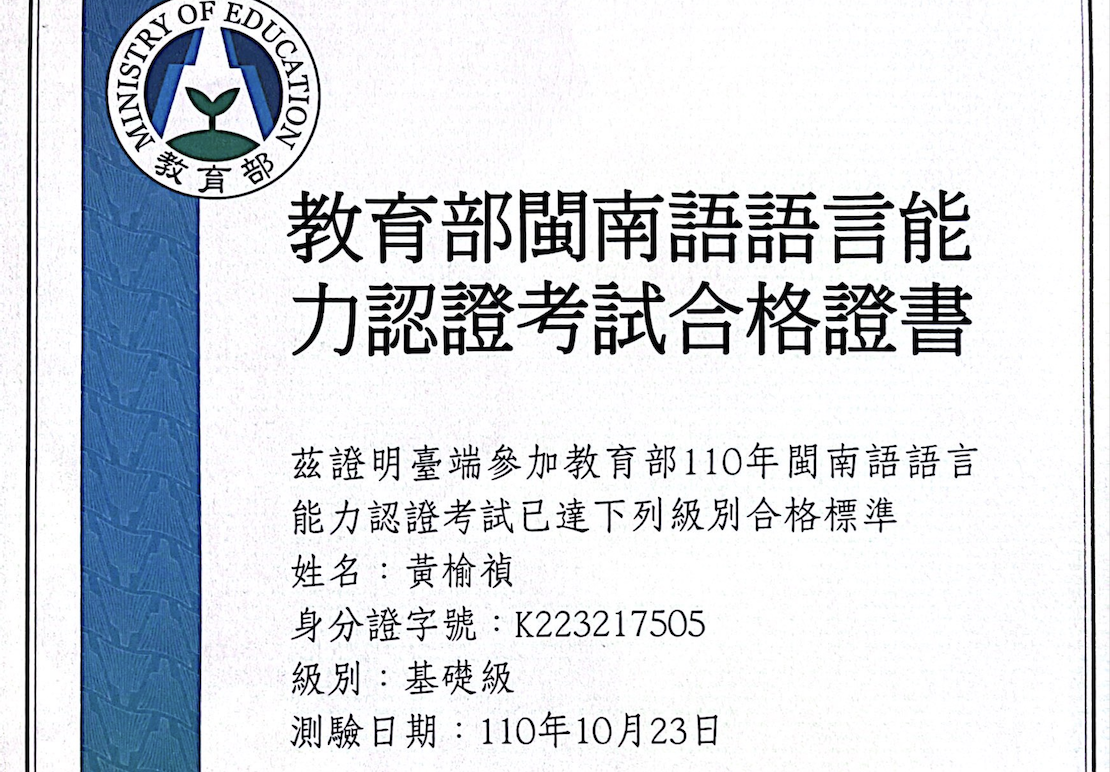 MINISTRY OF EDUCATION
教育部
教育部閩南語語言能
力認證考試合格證書
茲證明臺端參加教育部110年閩南語語言
能力認證考試已達下列級別合格標準
姓名：黃榆禎
身分證字號：K223217505
級別：基礎級
測驗日期：110年10月23日